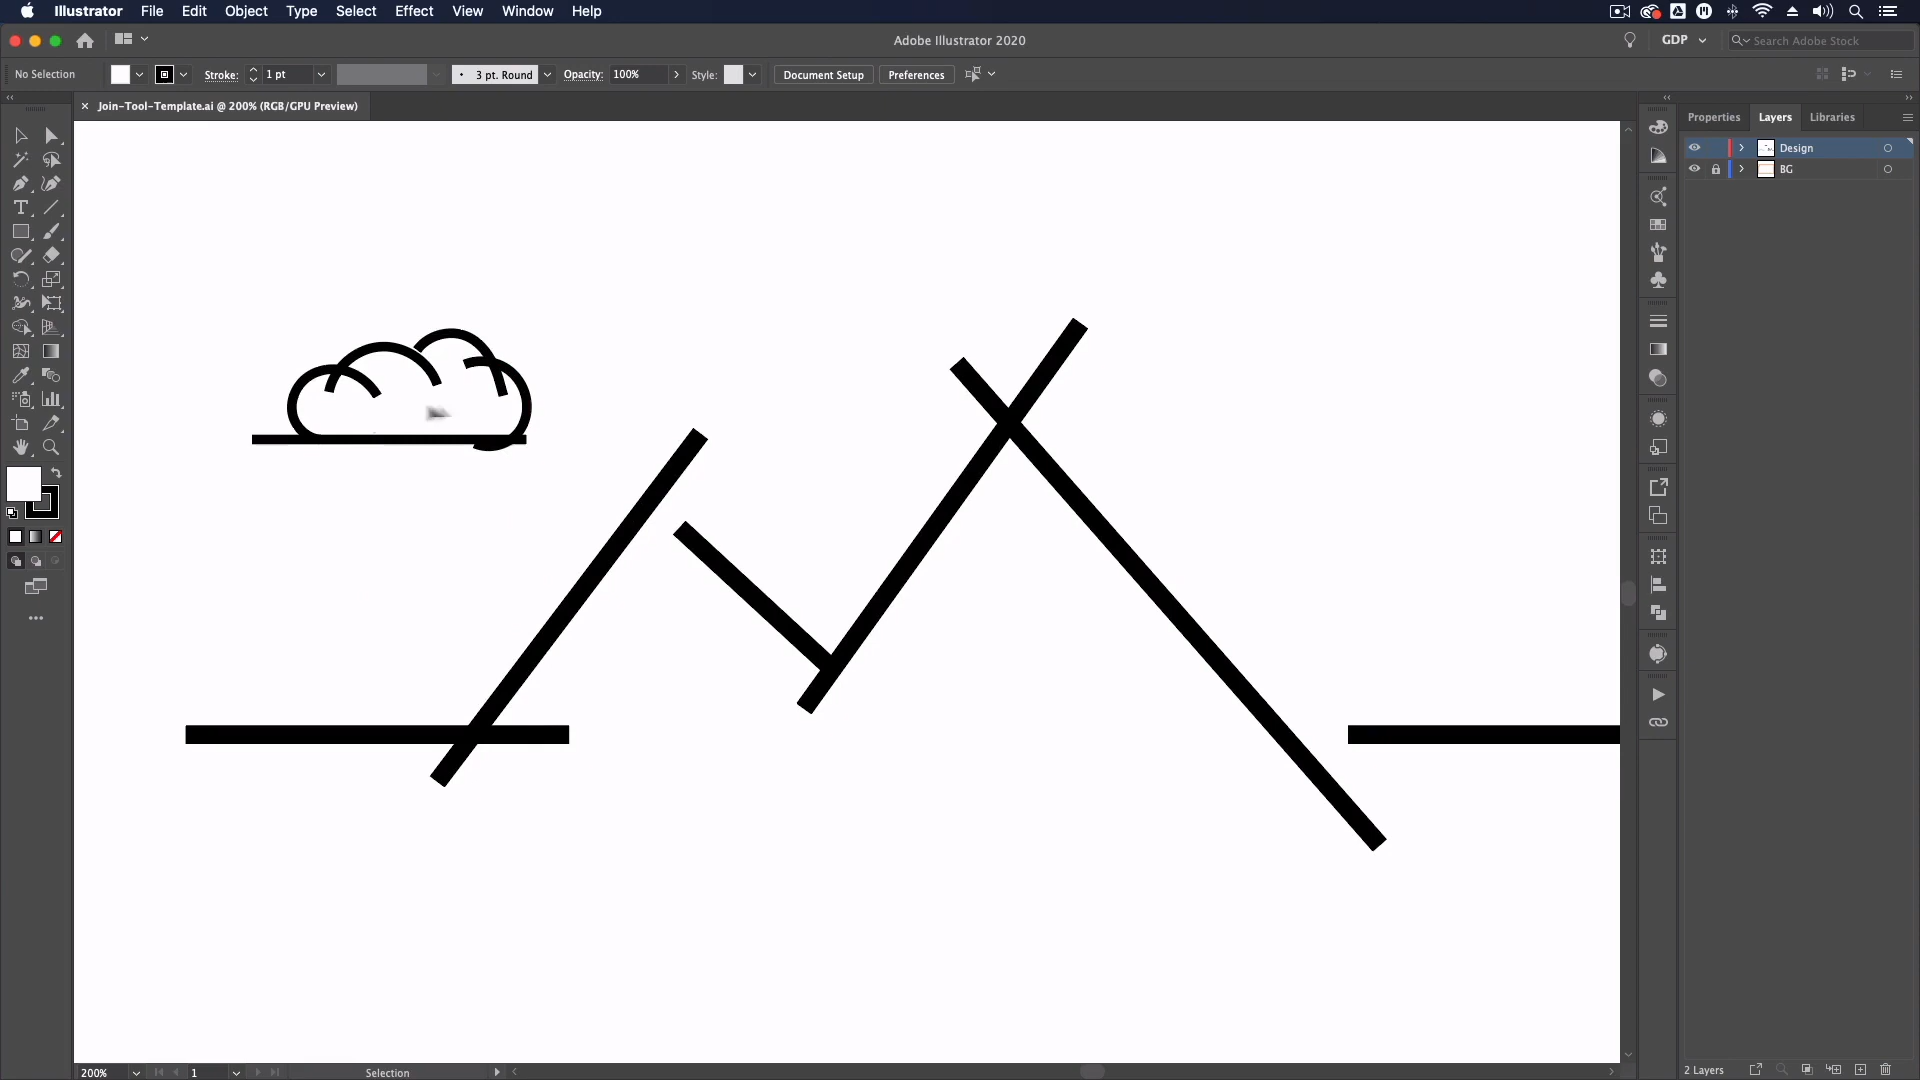 Illustrator File Edit Object Type Select Effect View Window Help
Adobe Illustrator 2020
GDP
Search Adobe Stock
No Selection
Stroke:
1 pt
3 pt. Round
Opacity:
100%
Style:
Document Setup
Preferences
× Join-Tool-Template.ai @ 200% (RGB/GPU Preview)
Properties Layers Libraries
Design
BG
200%
1
Selection
2 Layers